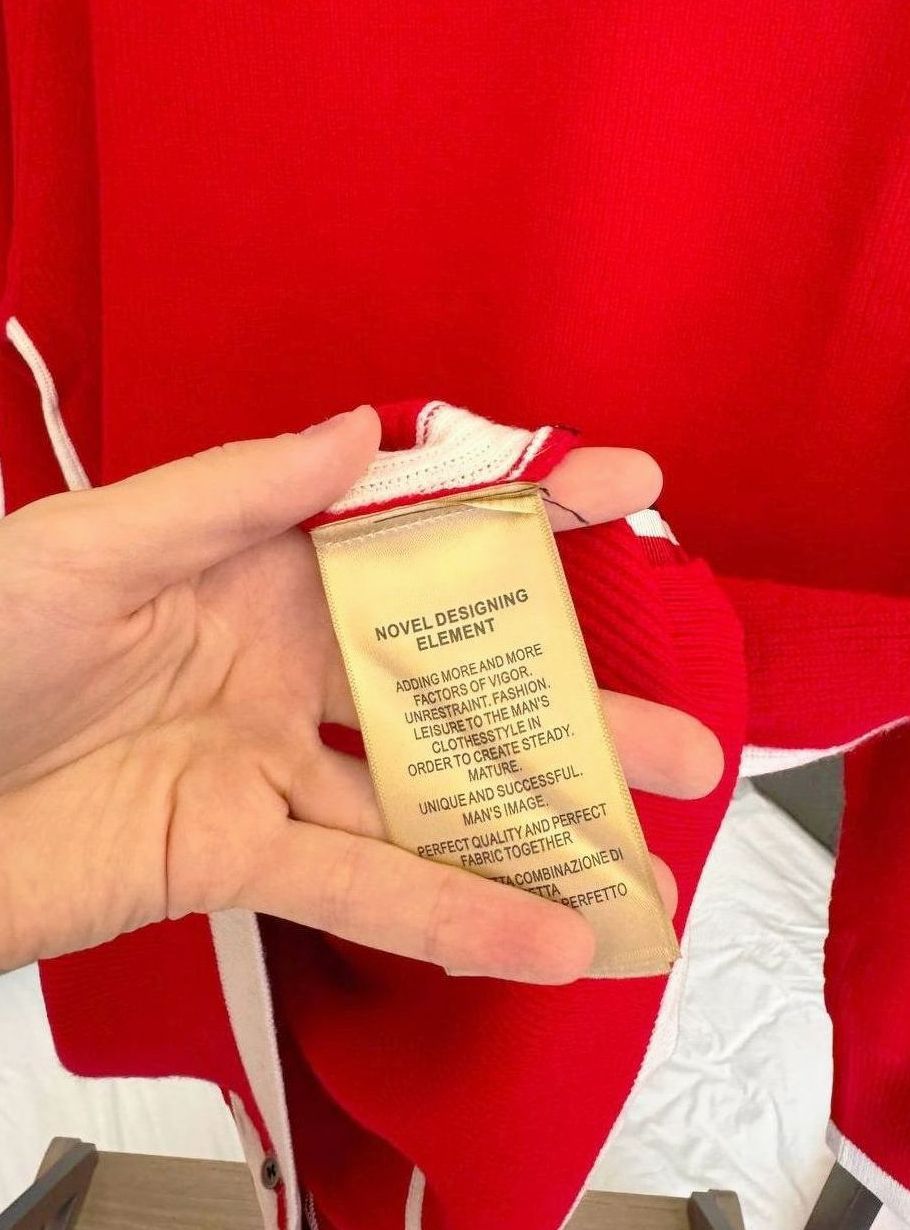 NOVEL DESIGNING
ELEMENT
ADDING MORE AND MORE
FACTORS OF VIGOR.
UNRESTRAINT. FASHION.
LEISURE TO THE MAN'S
CLOTHESSTYLE IN
ORDER TO CREATE STEADY.
MATURE.
UNIQUE AND SUCCESSFUL.
MAN'S IMAGE.
PERFECT QUALITY AND PERFECT
FABRIC TOGETHER
COMBINAZIONE DI
PERFETTO